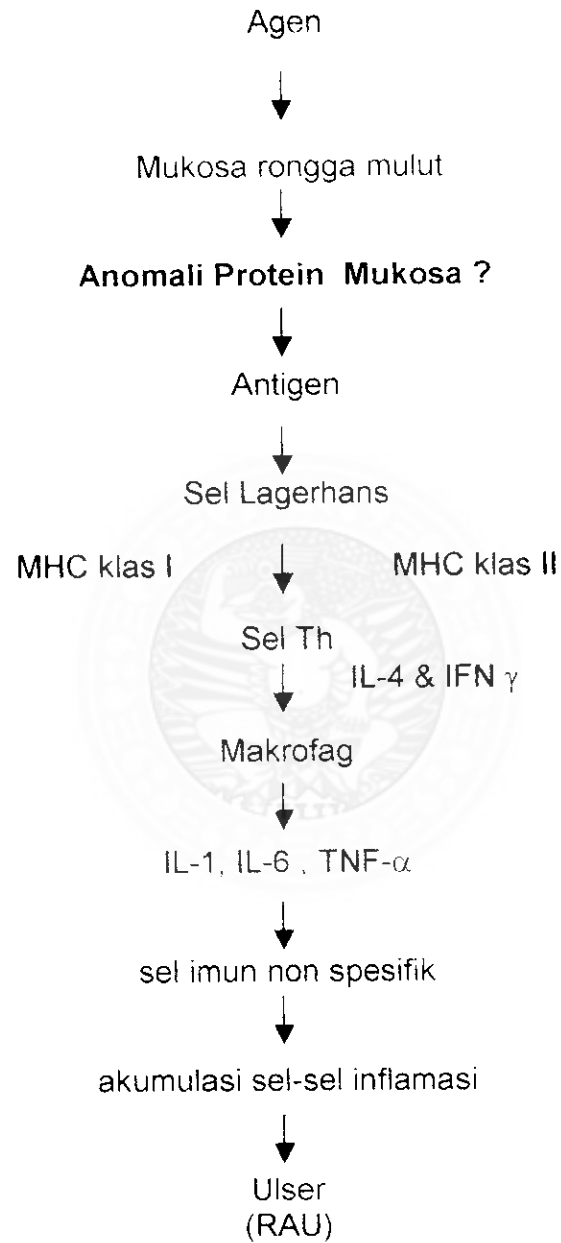 Agen
Mukosa rongga mulut
Anomali Protein Mukosa ?
Antigen
Sel Lagerhans
MHC klas I
MHC klas II
Sel Th
IL-4 & IFN γ
Makrofag
IL-1, IL-6 , TNF-α
sel imun non spesifik
akumulasi sel-sel inflamasi
Ulser
(RAU)